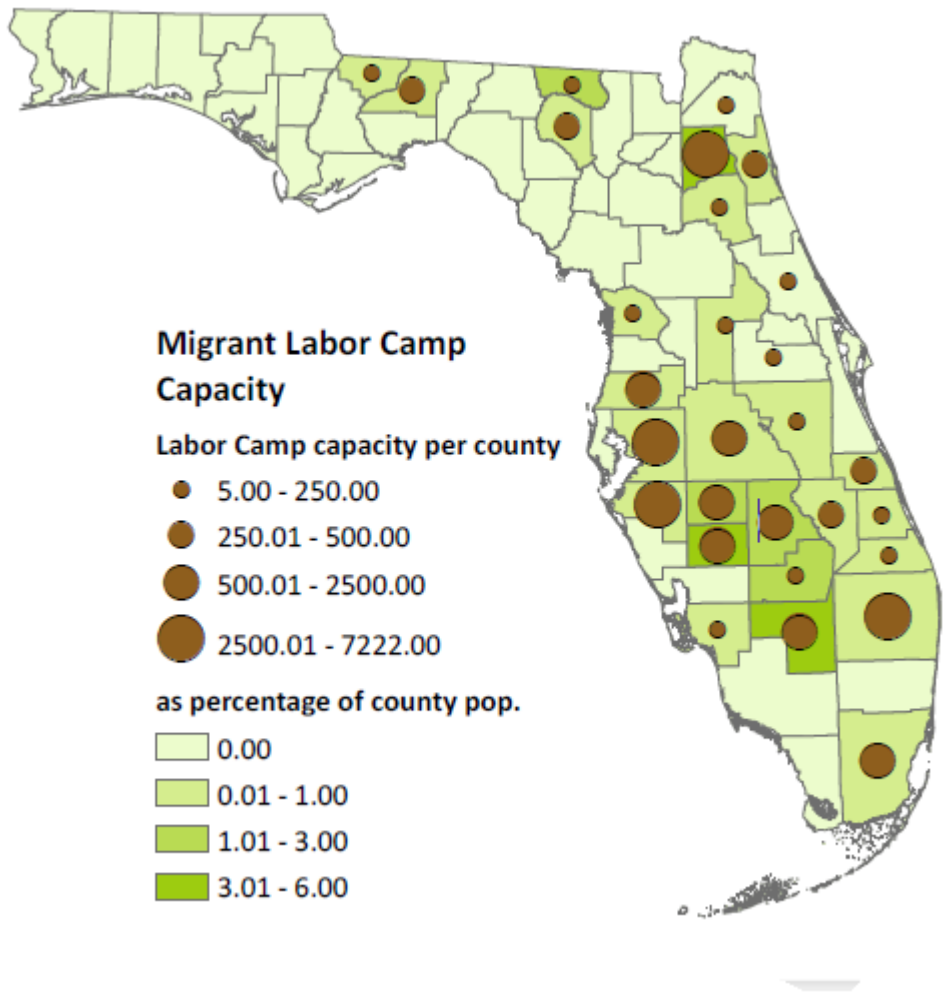 Migrant Labor Camp
Capacity
Labor Camp capacity per county
5.00 - 250.00
250.01 - 500.00
500.01 - 2500.00
2500.01 - 7222.00
as percentage of county pop.
0.00
0.01 - 1.00
1.01 - 3.00
3.01 - 6.00